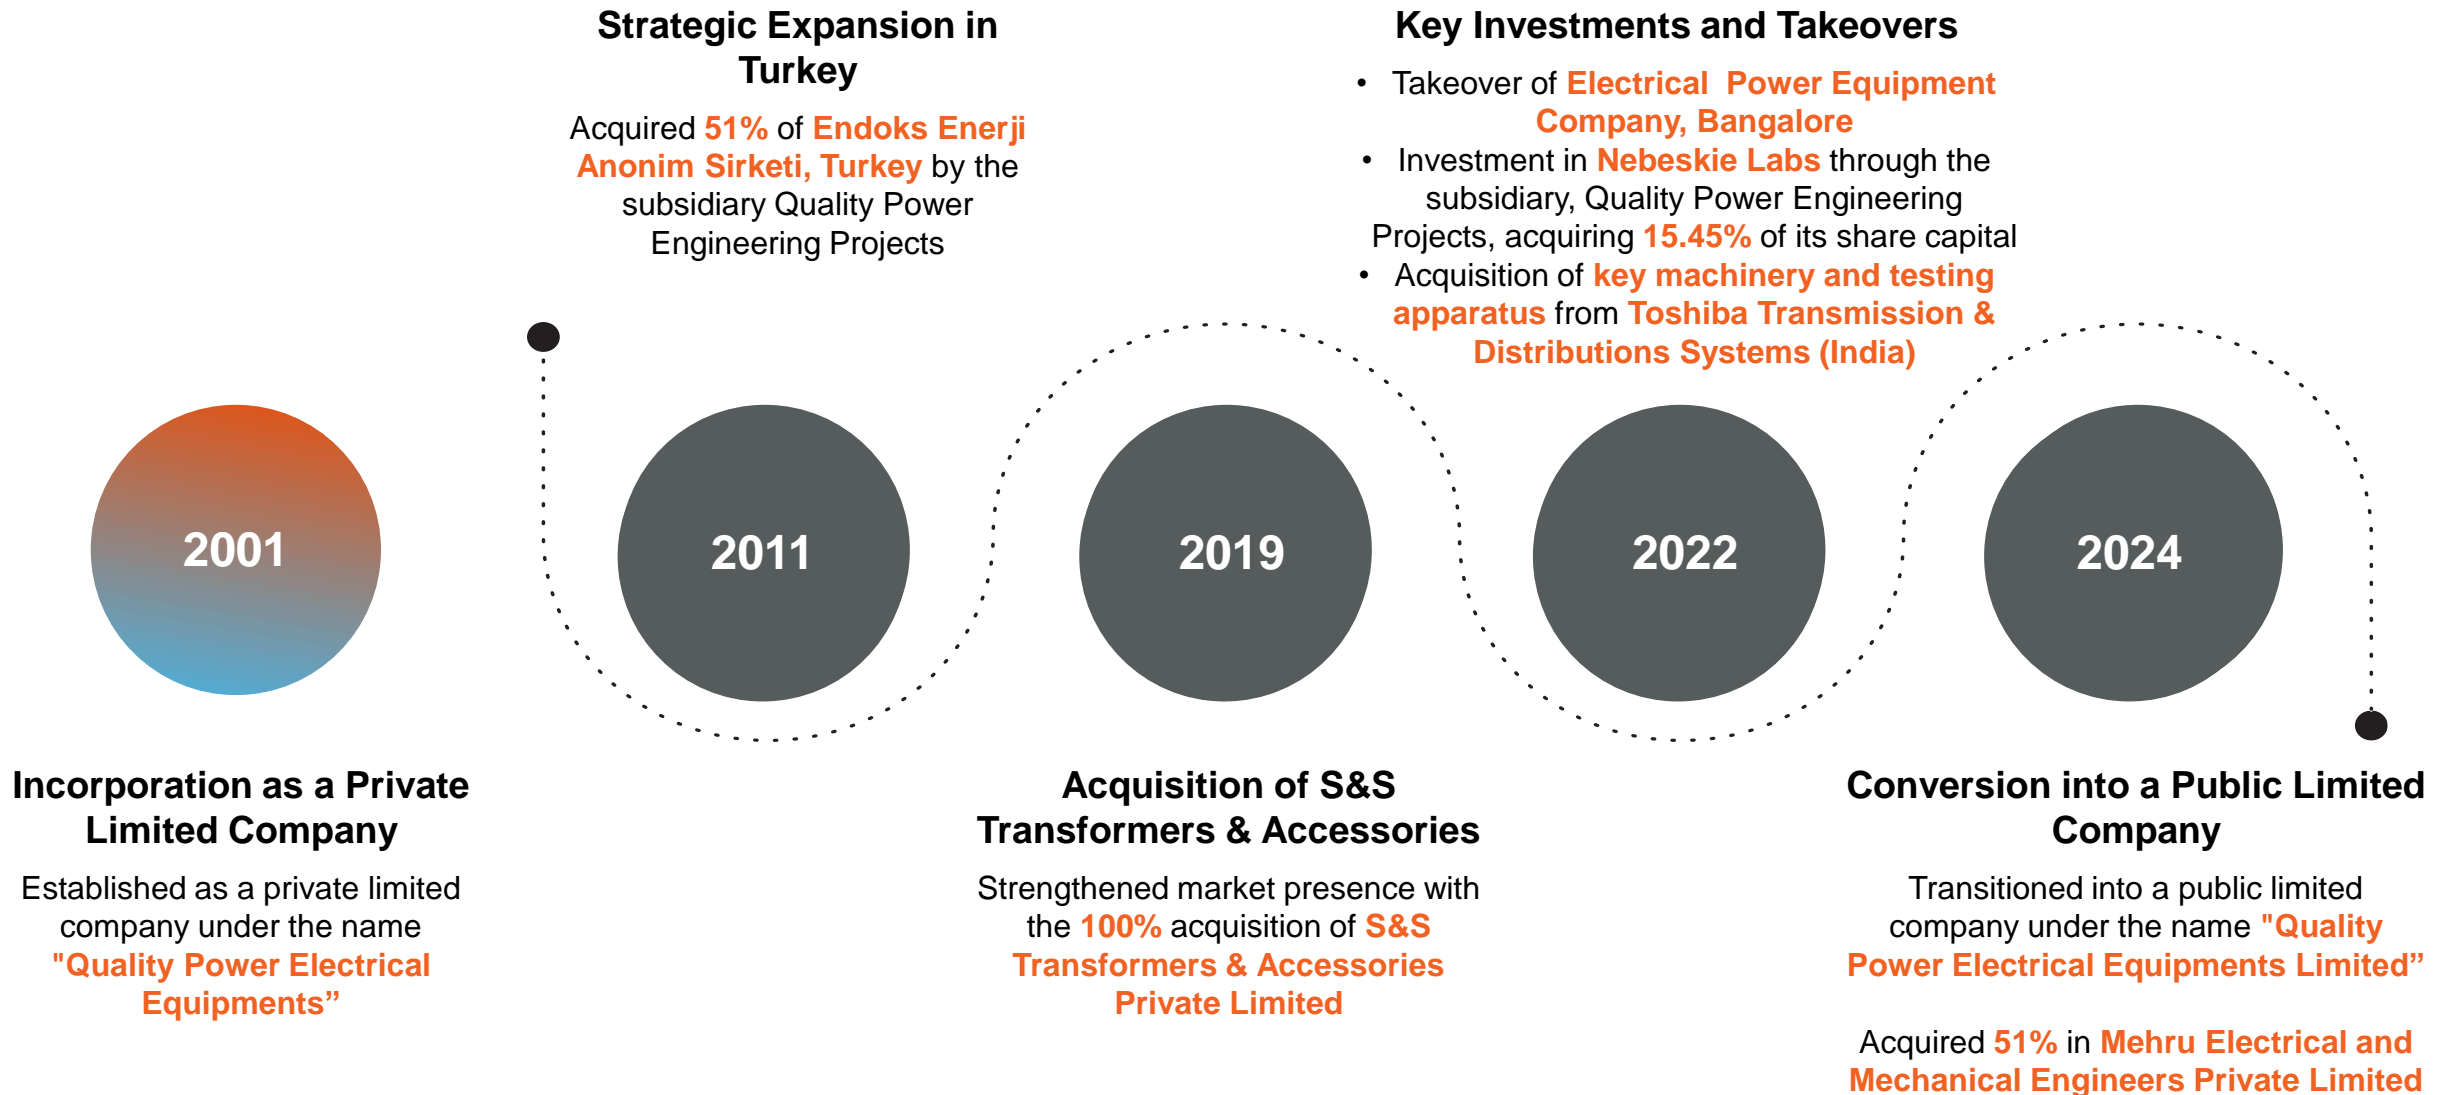 Strategic Expansion in
Turkey
Acquired 51% of Endoks Enerji
Anonim Sirketi, Turkey by the
subsidiary Quality Power
Engineering Projects
Key Investments and Takeovers
• Takeover of Electrical Power Equipment
Company, Bangalore
• Investment in Nebeskie Labs through the
subsidiary, Quality Power Engineering
Projects, acquiring 15.45% of its share capital
• Acquisition of key machinery and testing
apparatus from Toshiba Transmission &
Distributions Systems (India)
2001
2011
2019
2022
2024
Incorporation as a Private
Limited Company
Established as a private limited
company under the name
"Quality Power Electrical
Equipments”
Acquisition of S&S
Transformers & Accessories
Strengthened market presence with
the 100% acquisition of S&S
Transformers & Accessories
Private Limited
Conversion into a Public Limited
Company
Transitioned into a public limited
company under the name "Quality
Power Electrical Equipments Limited”
Acquired 51% in Mehru Electrical and
Mechanical Engineers Private Limited